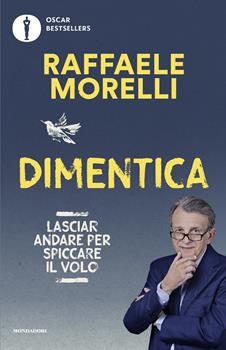 OSCAR
BESTSELLERS
RAFFAELE
MORELLI
DIMENTICA
LASCIAR
ANDARE PER
SPICCARE
IL VOLO
MONDADORI